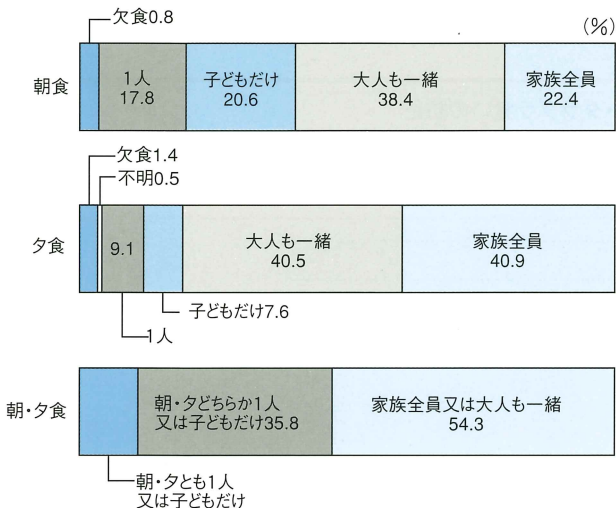 欠食0.8
(%)
朝食
1人
17.8
子どもだけ
20.6
大人も一緒
38.4
家族全員
22.4
欠食1.4
不明0.5
夕食
9.1
大人も一緒
40.5
家族全員
40.9
子どもだけ7.6
1人
朝・夕食
朝・夕どちらか1人
又は子どもだけ35.8
家族全員又は大人も一緒
54.3
朝・夕とも1人
又は子どもだけ